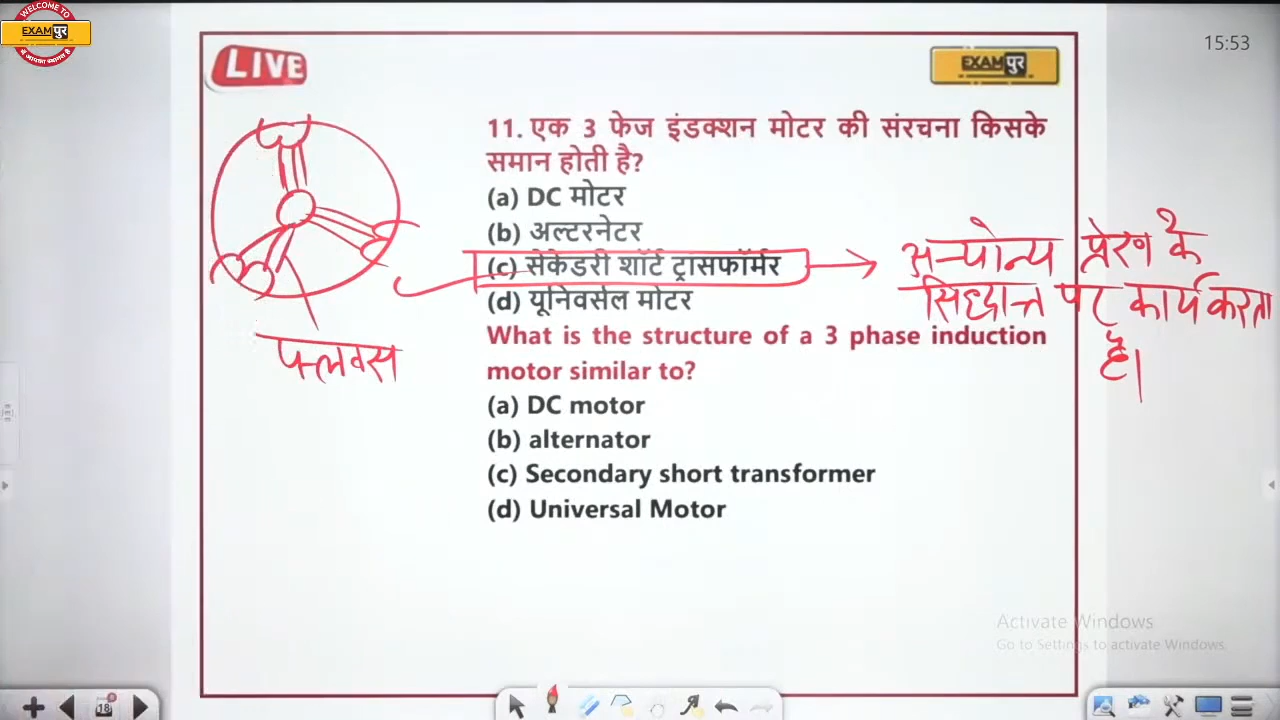 WELCOME TO
EXAMपुर
LIVE
EXAMपुर
15:53
11. एक 3 फेज इंडक्शन मोटर की संरचना किसके
समान होती है?
(a) DC मोटर
(b) अल्टरनेटर
(c) सेकेंडरी शॉर्ट ट्रासफॉर्मर
(d) यूनिवर्सल मोटर
अन्योन्य प्रेरण के
सिद्धान्त पर कार्य करता
है।
फ्लक्स
What is the structure of a 3 phase induction
motor similar to?
(a) DC motor
(b) alternator
(c) Secondary short transformer
(d) Universal Motor
Activate Windows
Go to Settings to activate Windows.
18